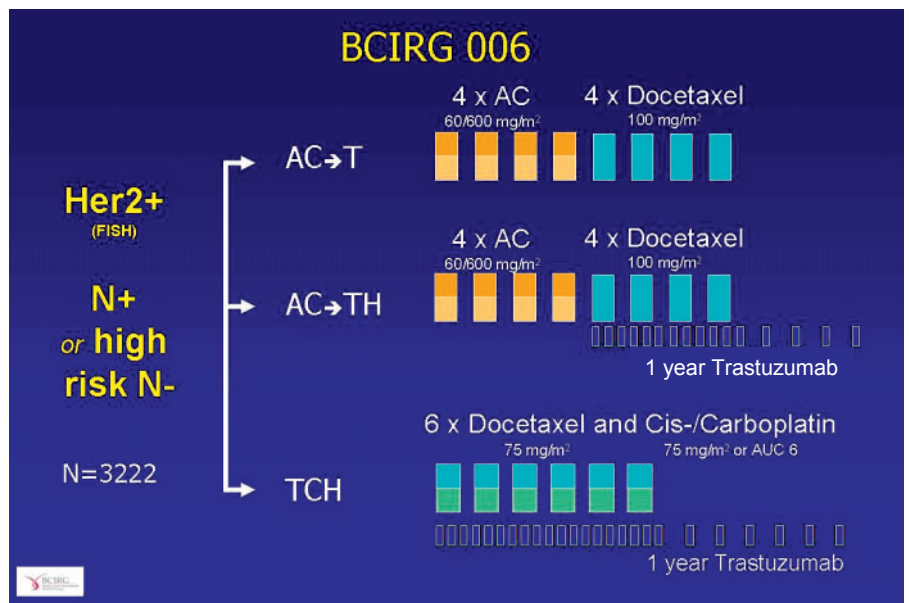 BCIRG 006
4 x AC
4 x Docetaxel
60/600 mg/m²
100 mg/m²
AC➔T
Her2+
(FISH)
4 x AC
4 x Docetaxel
60/600 mg/m²
100 mg/m²
N+
AC➔TH
or high
risk N-
1 year Trastuzumab
6 x Docetaxel and Cis-/Carboplatin
75 mg/m²
75 mg/m² or AUC 6
N=3222
TCH
1 year Trastuzumab
BCIRG